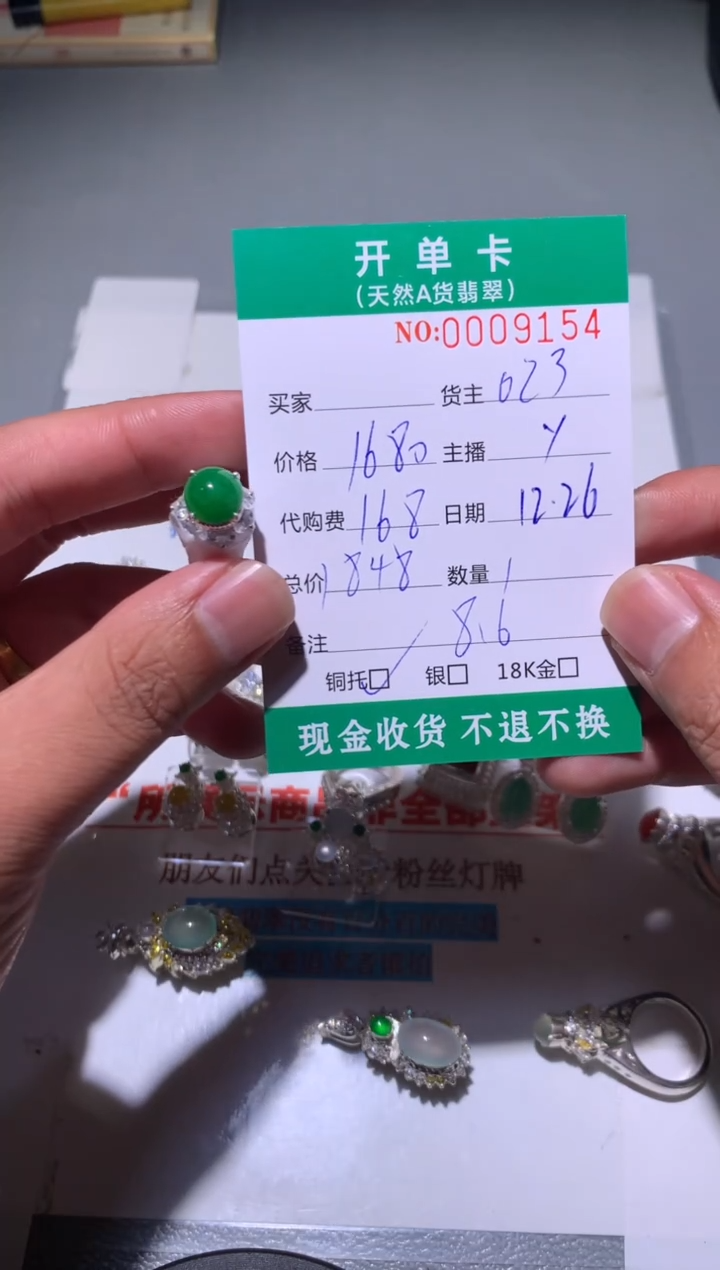 开单卡
(天然A货翡翠)
NO:0009154
买家 货主 023
价格 1680 主播 Y
代购费 168 日期 12.26
总价 1848 数量 1
备注 8.6
铜托☑ 银□ 18K金□
现金收货 不退不换
朋友们点关 粉丝灯牌